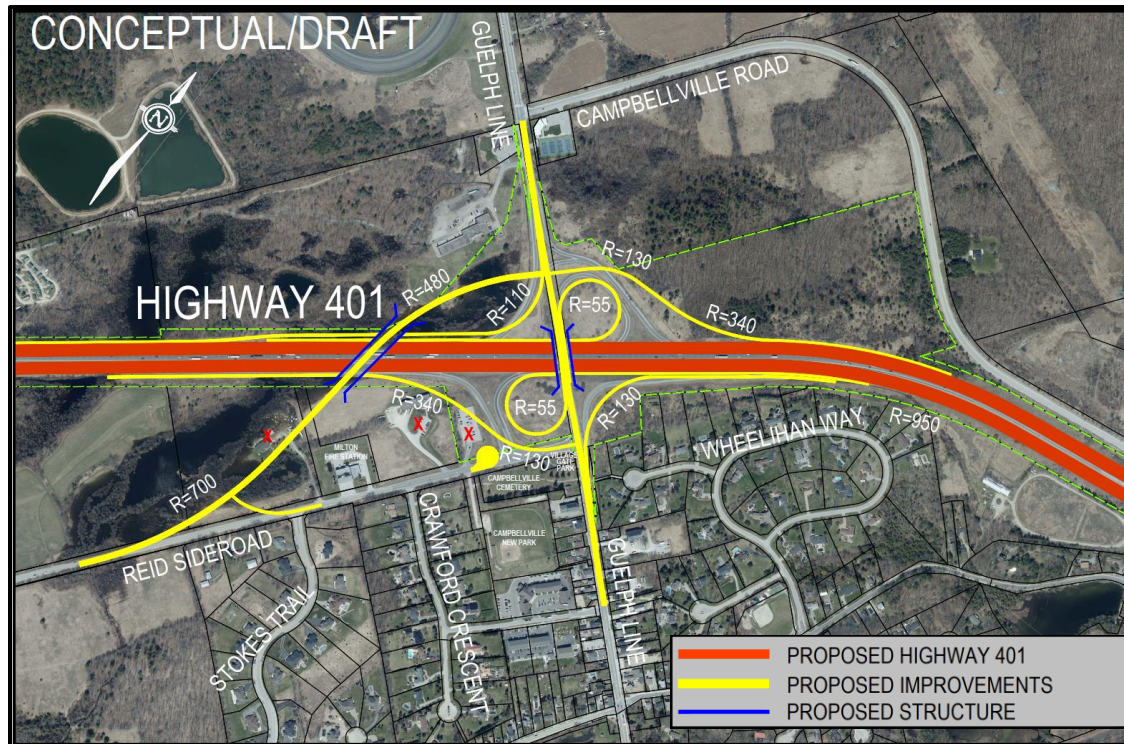 CONCEPTUAL/DRAFT
GUELPH LINE
CAMPBELLVILLE ROAD
N
HIGHWAY 401
R=480
R=110
R=130
R=55
R=340
R=340
R=55
R=130
R=950
WHEELIHAN WAY
X
X
X
MILTON
FIRE STATION
R=130
VILLAGE
GATE
PARK
CAMPBELLVILLE
CEMETERY
R=700
REID SIDEROAD
STOKES TRAIL
CRAWFORD CRESCENT
CAMPBELLVILLE
NEW PARK
GUELPH LINE
PROPOSED HIGHWAY 401
PROPOSED IMPROVEMENTS
PROPOSED STRUCTURE